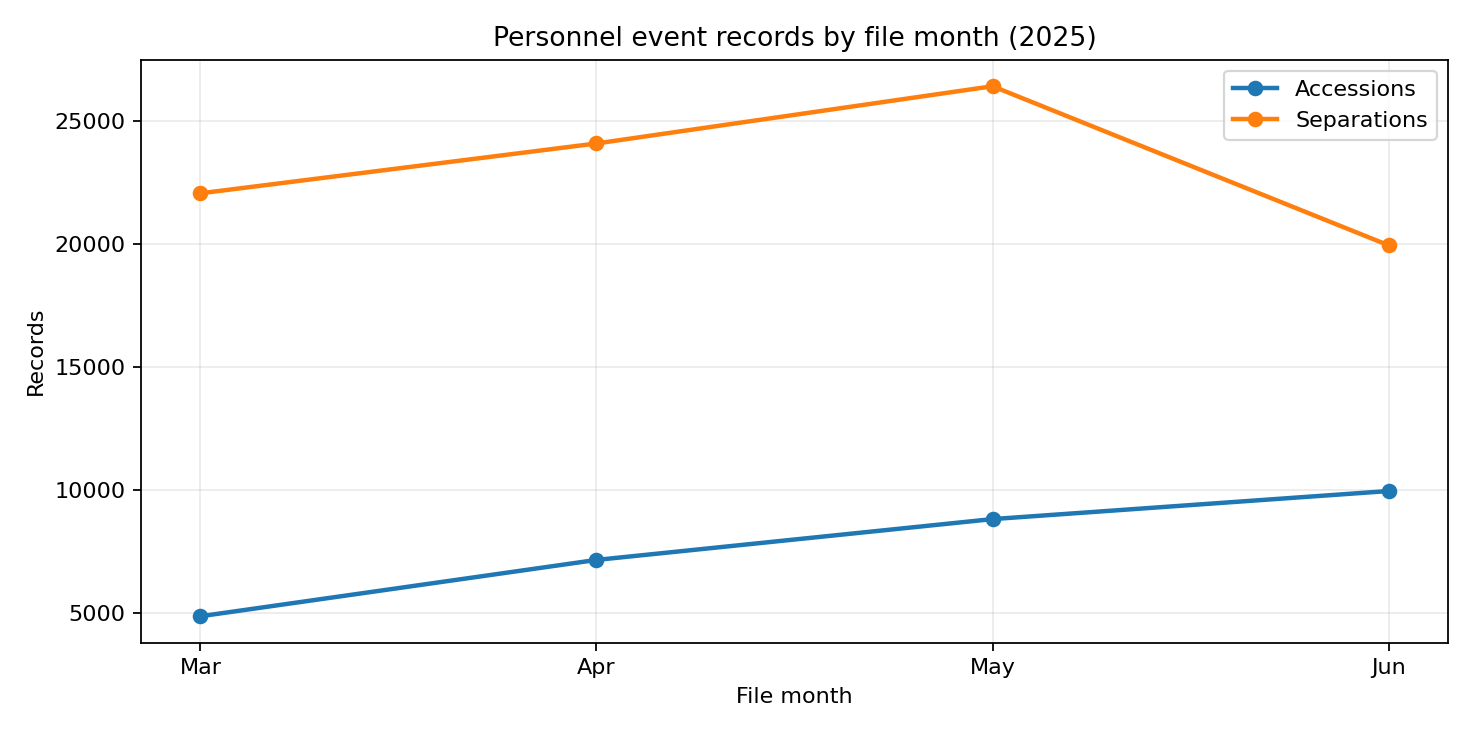 Personnel event records by file month (2025)
Accessions
Separations
25000
20000
15000
10000
5000
Records
Mar Apr May Jun
File month